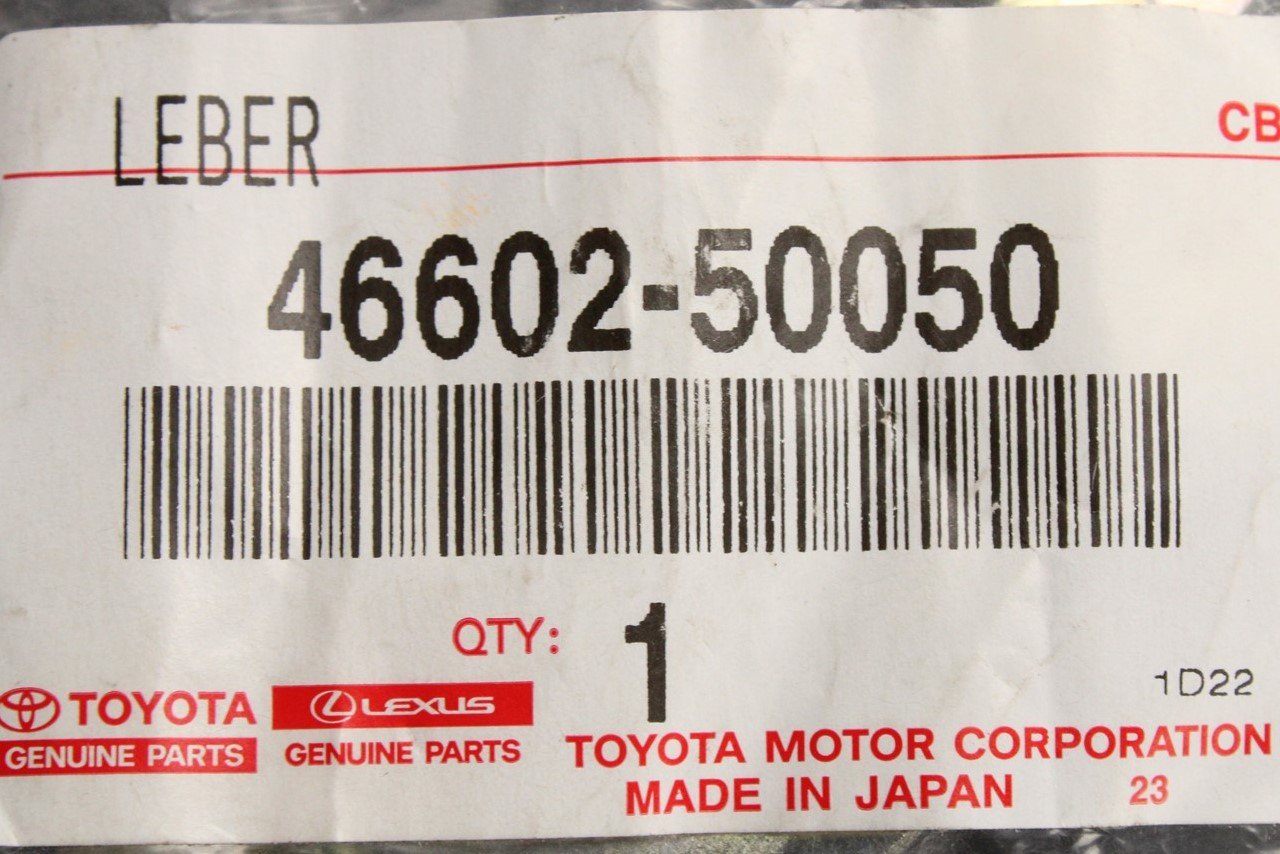 LEBER
CB
46602-50050
QTY: 1
1D22
TOYOTA
GENUINE PARTS
LEXUS
GENUINE PARTS
TOYOTA MOTOR CORPORATION
MADE IN JAPAN 23